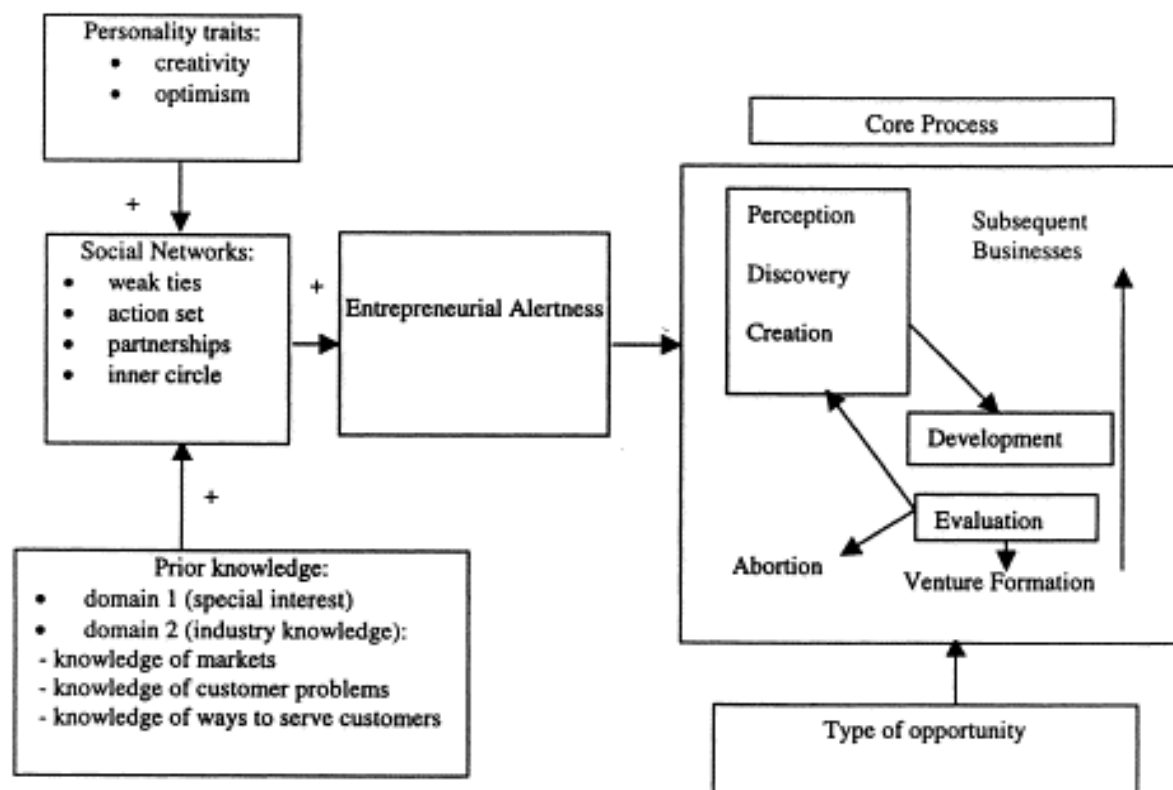 Personality traits:
• creativity
• optimism
+
Social Networks:
• weak ties
• action set
• partnerships
• inner circle
+
Entrepreneurial Alertness
+
Prior knowledge:
• domain 1 (special interest)
• domain 2 (industry knowledge):
- knowledge of markets
- knowledge of customer problems
- knowledge of ways to serve customers
Core Process
Perception
Discovery
Creation
Subsequent
Businesses
Development
Evaluation
Abortion
Venture Formation
Type of opportunity